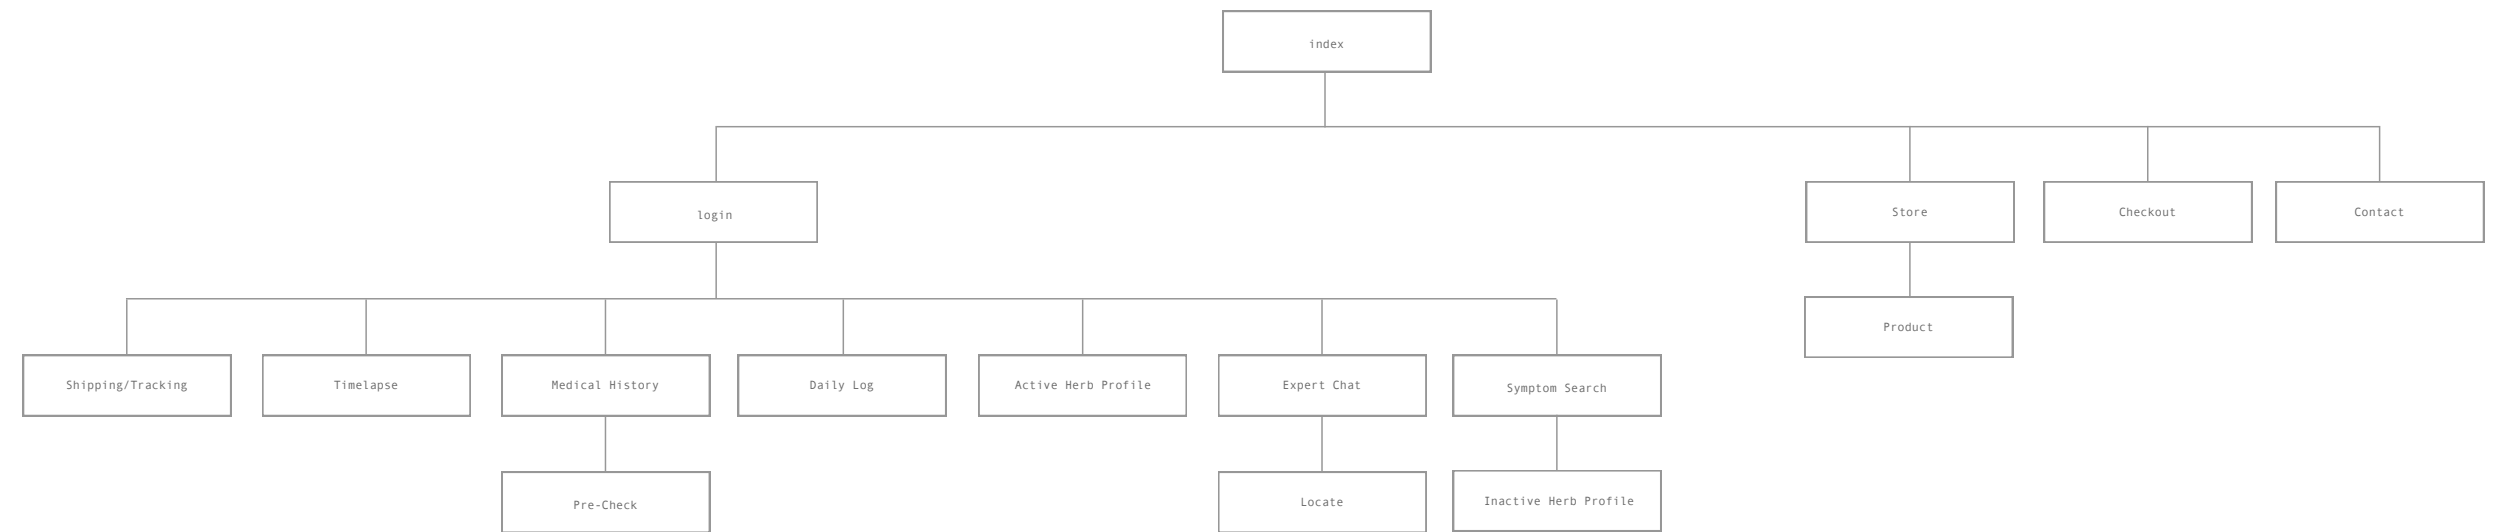 index
login
Store
Checkout
Contact
Product
Shipping/Tracking
Timelapse
Medical History
Daily Log
Active Herb Profile
Expert Chat
Symptom Search
Pre-Check
Locate
Inactive Herb Profile